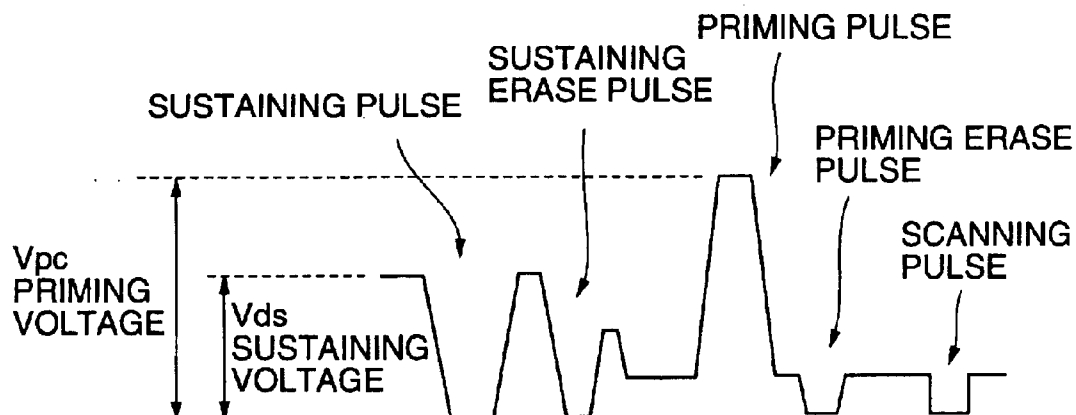 PRIMING PULSE
SUSTAINING
ERASE PULSE
SUSTAINING PULSE
PRIMING ERASE
PULSE
SCANNING
PULSE
Vpc
PRIMING
VOLTAGE
Vds
SUSTAINING
VOLTAGE